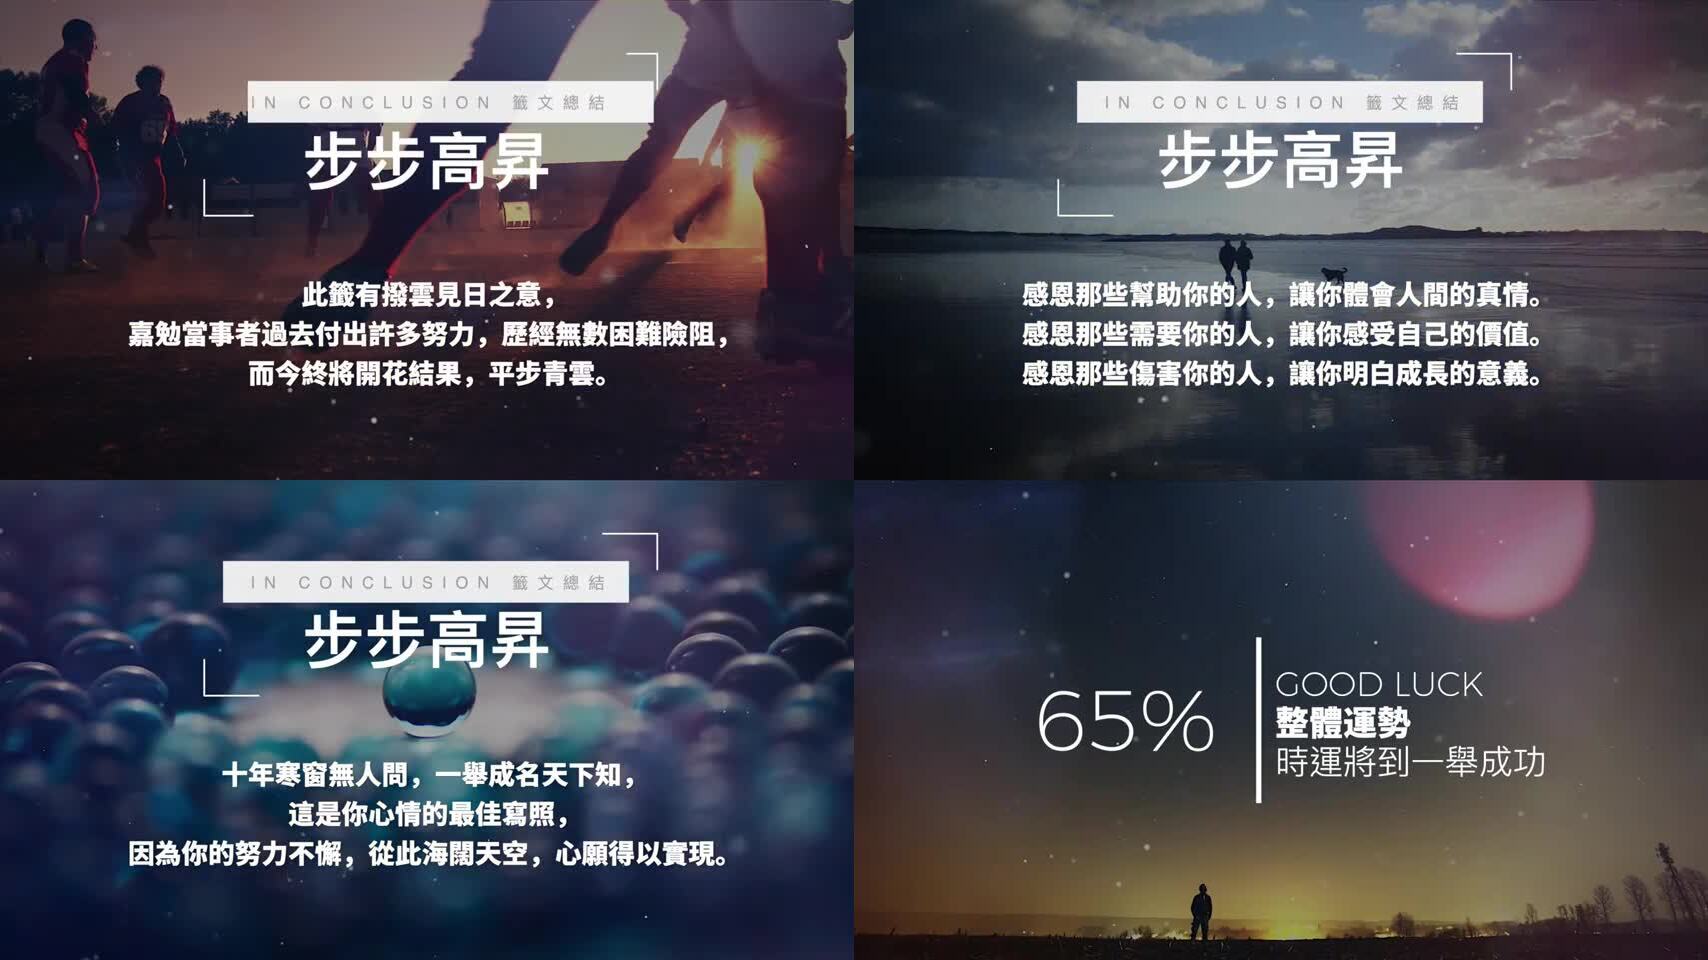 IN CONCLUSION 籤文總結
步步高昇
此籤有撥雲見日之意，
嘉勉當事者過去付出許多努力，歷經無數困難險阻，
而今終將開花結果，平步青雲。
IN CONCLUSION 籤文總結
步步高昇
感恩那些幫助你的人，讓你體會人間的真情。
感恩那些需要你的人，讓你感受自己的價值。
感恩那些傷害你的人，讓你明白成長的意義。
IN CONCLUSION 籤文總結
步步高昇
十年寒窗無人問，一舉成名天下知，
這是你心情的最佳寫照，
因為你的努力不懈，從此海闊天空，心願得以實現。
65%
GOOD LUCK
整體運勢
時運將到一舉成功